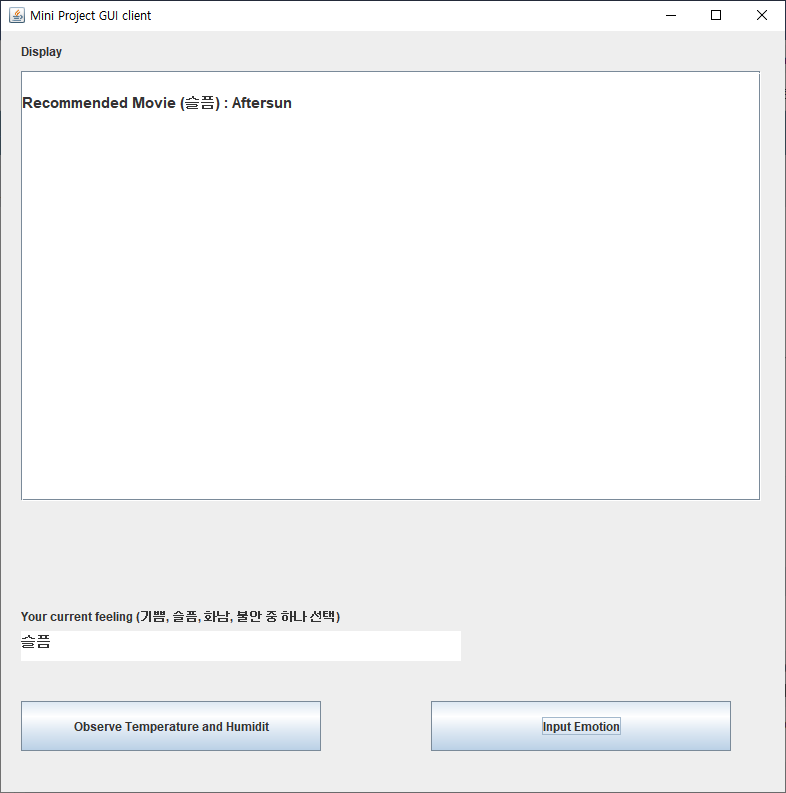 Mini Project GUI client
Display
Recommended Movie (슬픔) : Aftersun
Your current feeling (기쁨, 슬픔, 화남, 불안 중 하나 선택)
슬픔
Observe Temperature and Humidit
Input Emotion